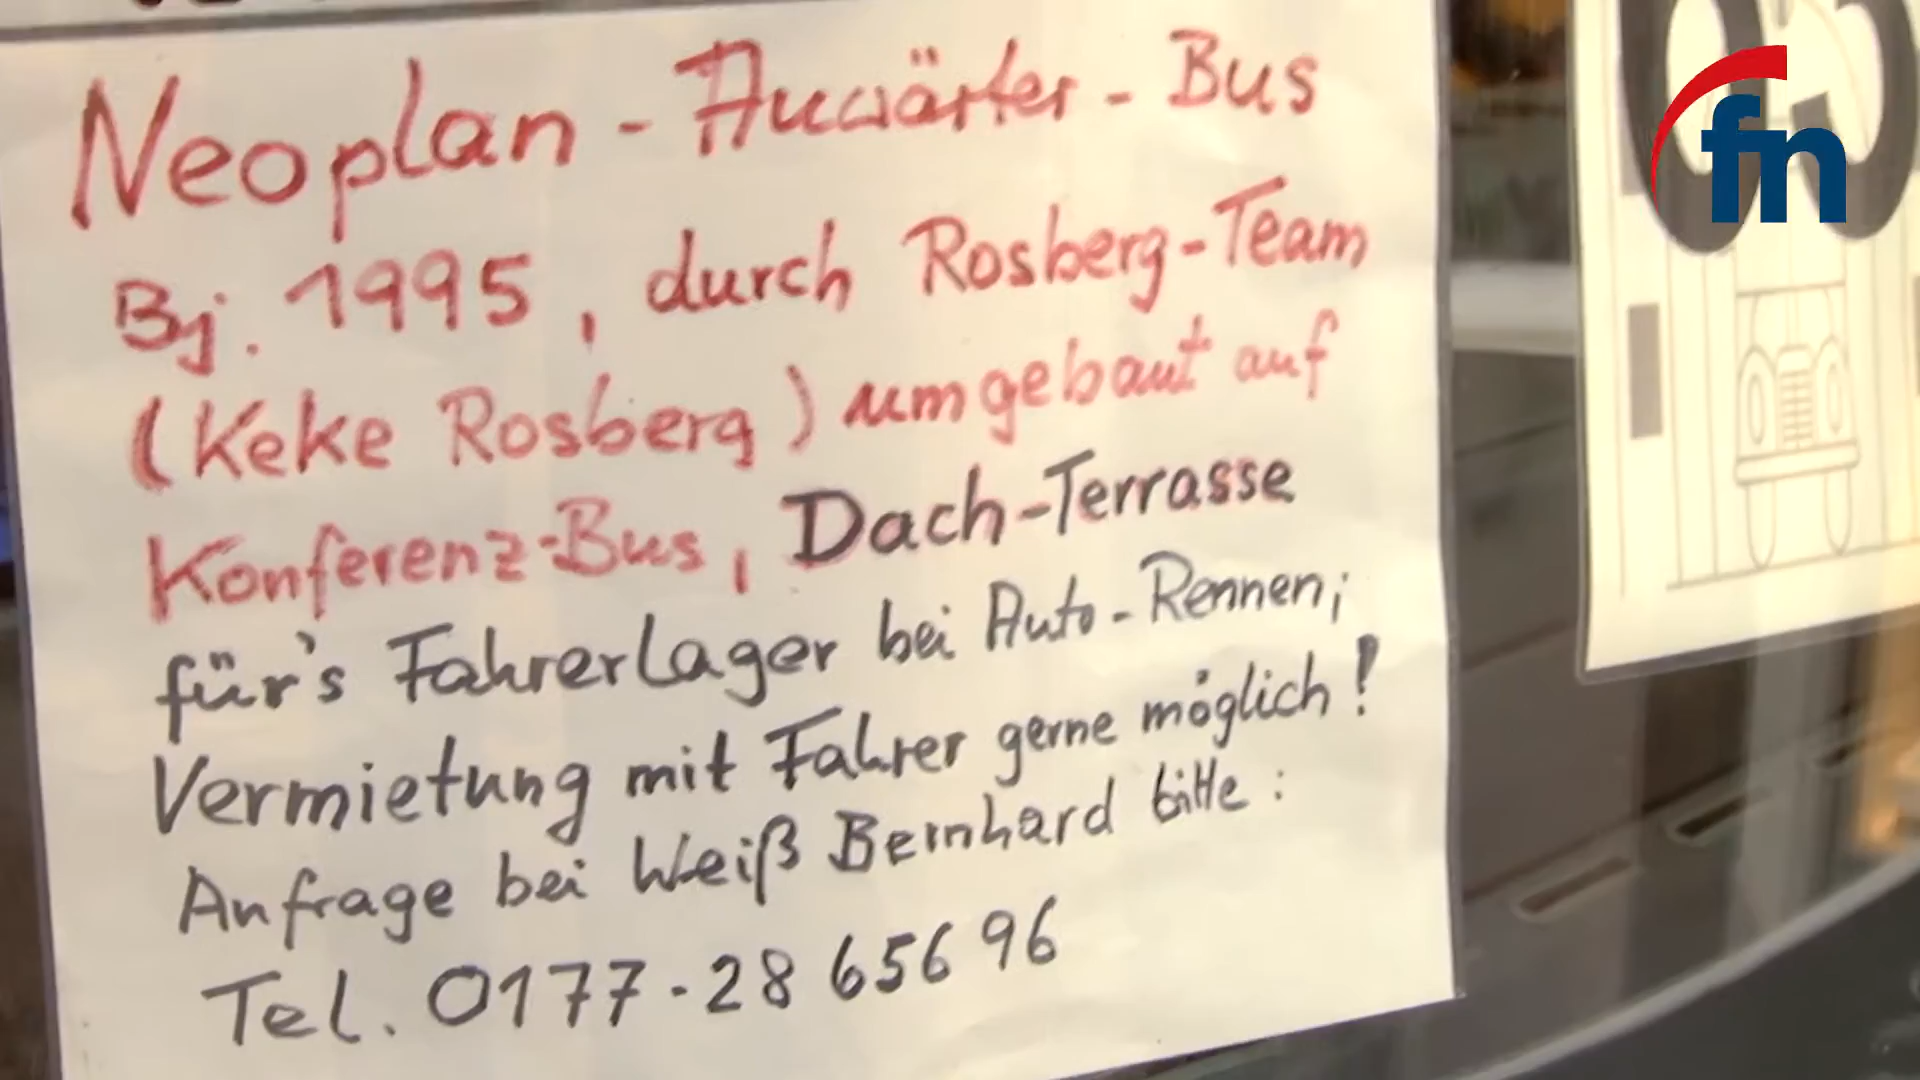 Neoplan - Auwärter - Bus
Bj. 1995, durch Rosberg-Team
(Keke Rosberg) umgebaut auf
Konferenz-Bus, Dach-Terrasse
für's Fahrerlager bei Auto-Rennen;
Vermietung mit Fahrer gerne möglich!
Anfrage bei Weiß Bernhard bitte:
Tel. 0177-28 656 96
fn